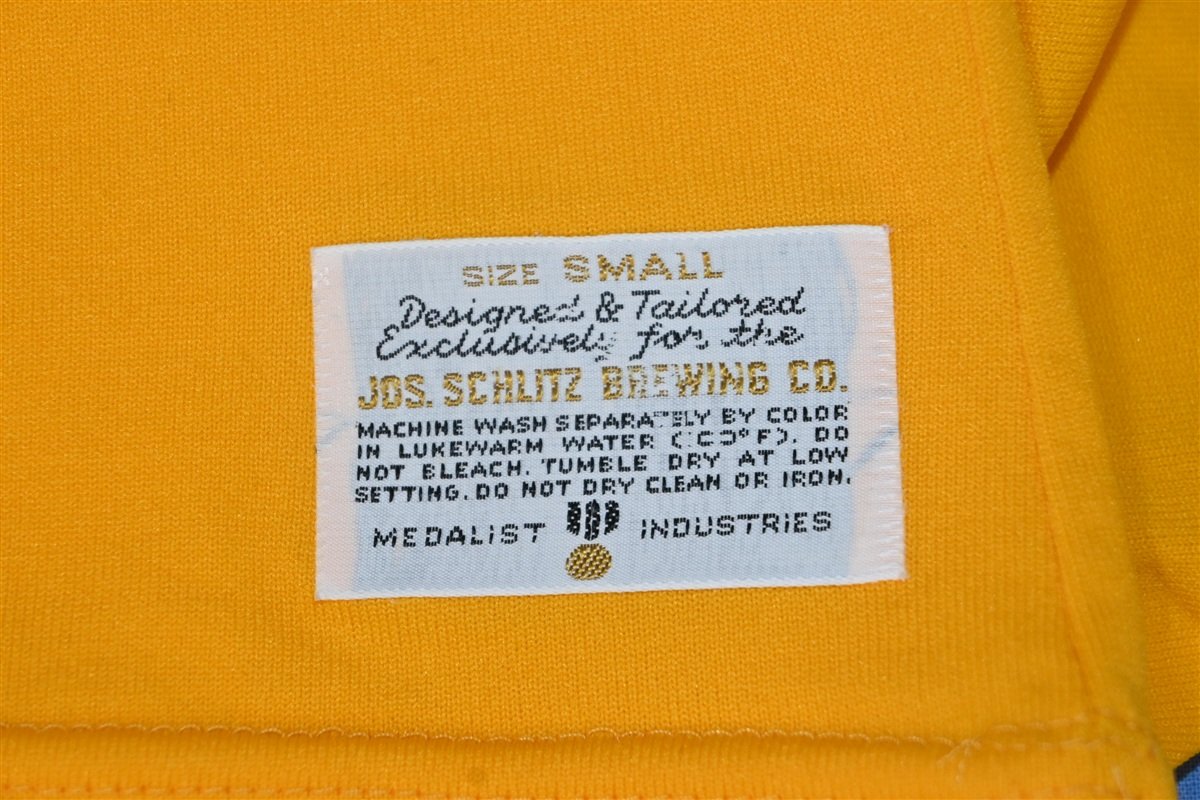 SIZE SMALL
Designed & Tailored
Exclusively for the
JOS. SCHLITZ BREWING CO.
MACHINE WASH SEPARATELY BY COLOR
IN LUKEWARM WATER ( °F). DO
NOT BLEACH. TUMBLE DRY AT LOW
SETTING. DO NOT DRY CLEAN OR IRON.
MEDALIST INDUSTRIES